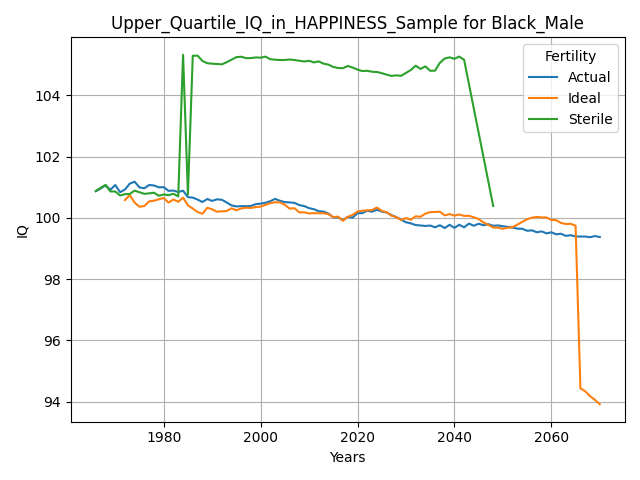 Upper_Quartile_IQ_in_HAPPINESS_Sample for Black_Male
Fertility
Actual
Ideal
Sterile
IQ
104
102
100
98
96
94
1980
2000
2020
2040
2060
Years